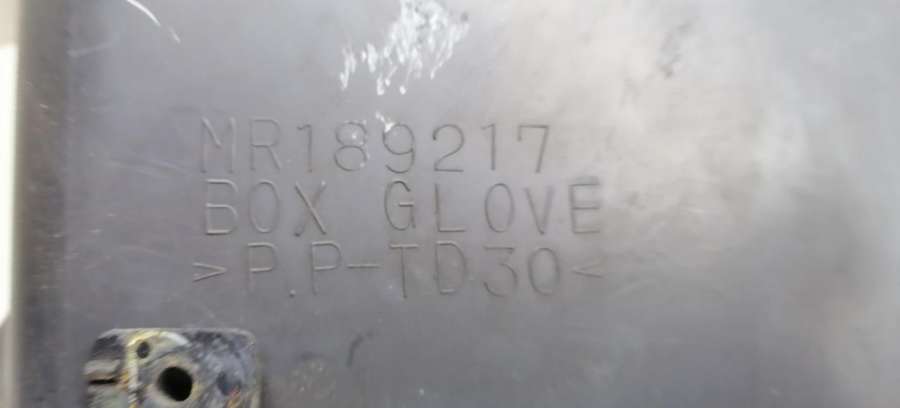 MR189217
BOX GLOVE
>P.P-TD30<